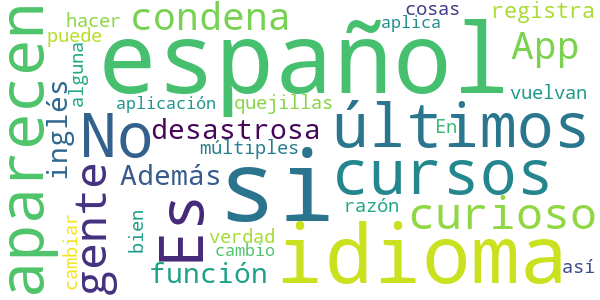 hacer
condena
cosas
aplica
registra
puede
español
App
aparecen
alguna
inglés
aplicación
quejillas
vuelvan
No
desastrosa
últimos
En
múltiples
gente
Además
Es
si
cursos
razón
curioso
cambiar
bien
verdad
cambio
idioma
función
así